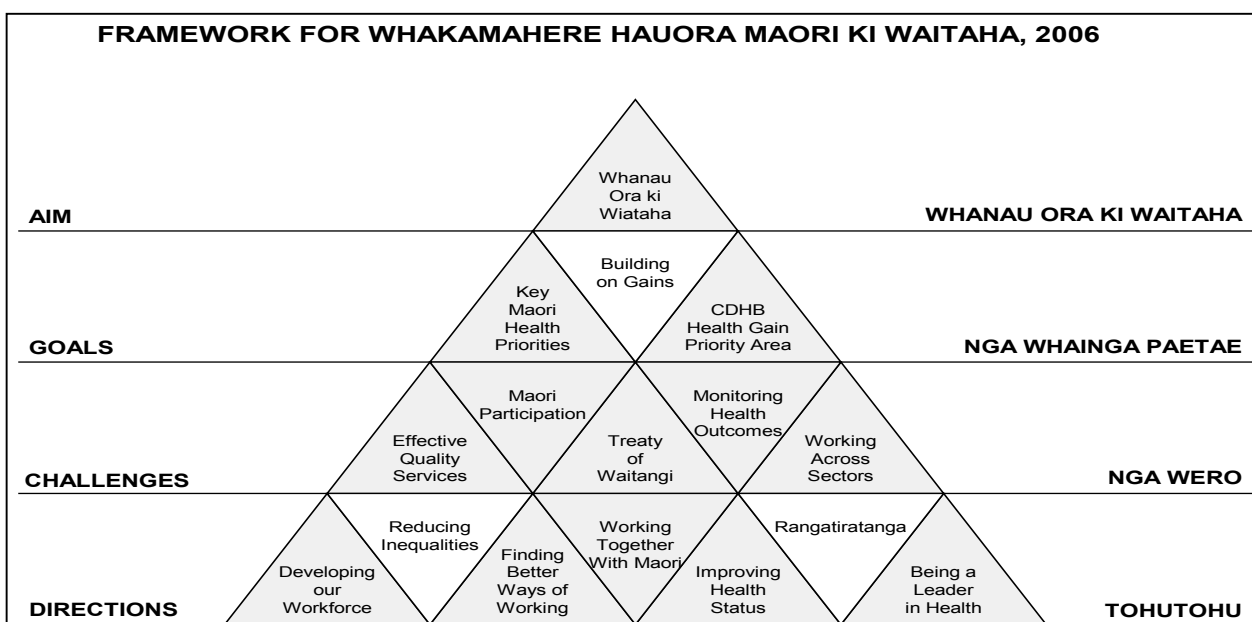 FRAMEWORK FOR WHAKAMAHERE HAUORA MAORI KI WAITAHA, 2006
Whanau
Ora ki
Wiataha
AIM
WHANAU ORA KI WAITAHA
Building
on Gains
Key
Maori
Health
Priorities
CDHB
Health Gain
Priority Area
GOALS
NGA WHAINGA PAETAE
Maori
Participation
Monitoring
Health
Outcomes
Effective
Quality
Services
Treaty
of
Waitangi
Working
Across
Sectors
CHALLENGES
NGA WERO
Reducing
Inequalities
Working
Together
With Maori
Rangatiratanga
Developing
our
Workforce
Finding
Better
Ways of
Working
Improving
Health
Status
Being a
Leader
in Health
DIRECTIONS
TOHUTOHU